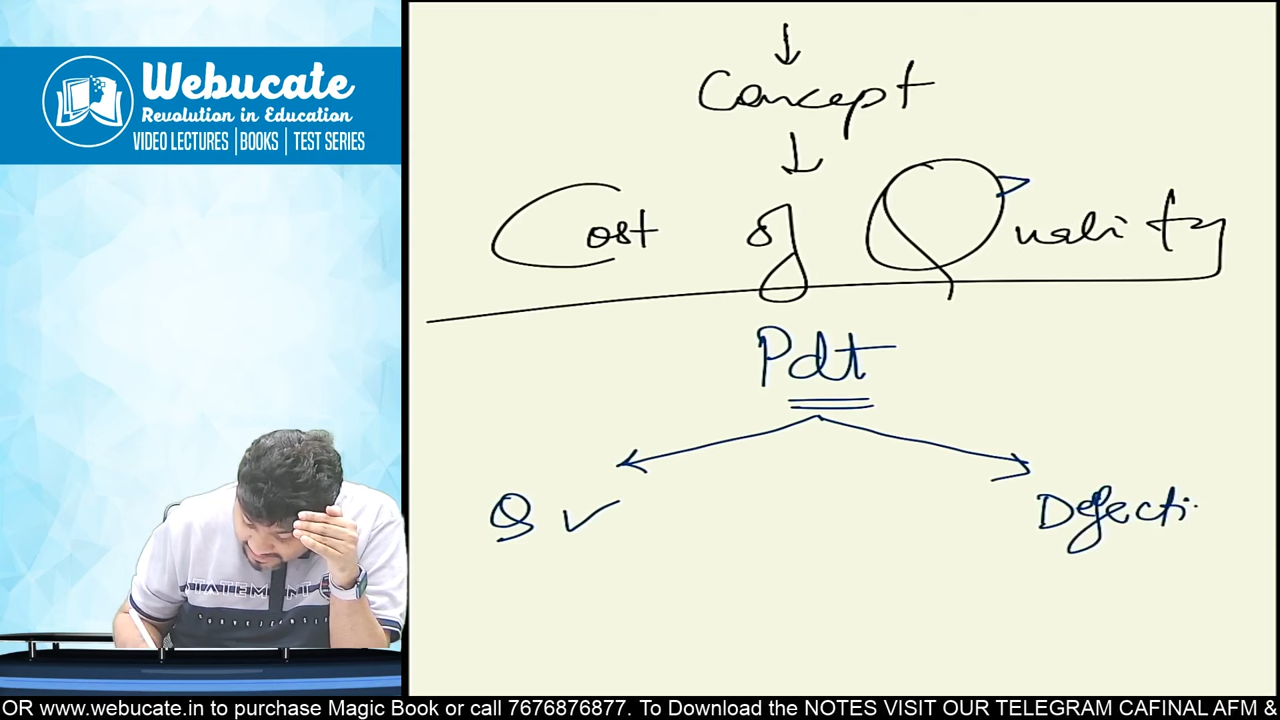 Webucate
Revolution in Education
VIDEO LECTURES | BOOKS | TEST SERIES
↓
Concept
↓
Cost of Quality
Pdt
Q ✓ Defecti
STATEMENT
OR www.webucate.in to purchase Magic Book or call 7676876877. To Download the NOTES VISIT OUR TELEGRAM CAFINAL AFM &